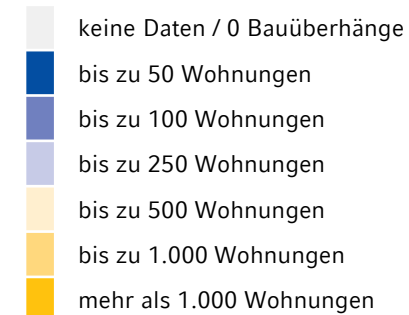 keine Daten / 0 Bauüberhänge
bis zu 50 Wohnungen
bis zu 100 Wohnungen
bis zu 250 Wohnungen
bis zu 500 Wohnungen
bis zu 1.000 Wohnungen
mehr als 1.000 Wohnungen